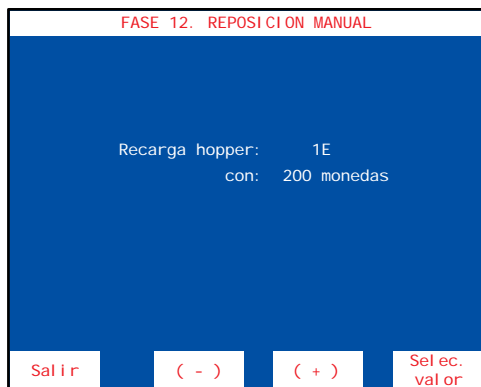 FASE 12. REPOSICION MANUAL
Recarga hopper: 1E
con: 200 monedas
Salir ( - ) ( + ) Selec.
valor